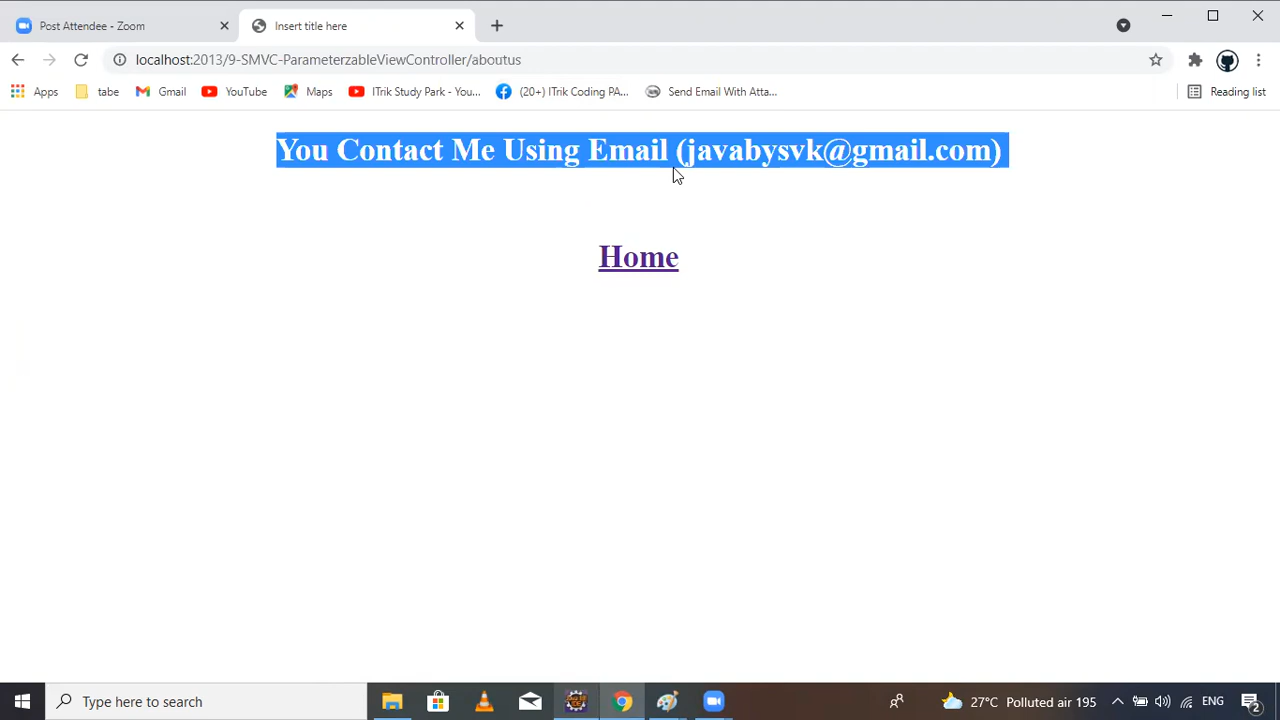 Post Attendee - Zoom
Insert title here
localhost:2013/9-SMVC-ParameterzableViewController/aboutus
Apps
tabe
Gmail
YouTube
Maps
ITrik Study Park - You...
(20+) ITrik Coding PA...
Send Email With Atta...
Reading list
You Contact Me Using Email (javabysvk@gmail.com)
Home
Type here to search
27°C Polluted air 195
ENG
2